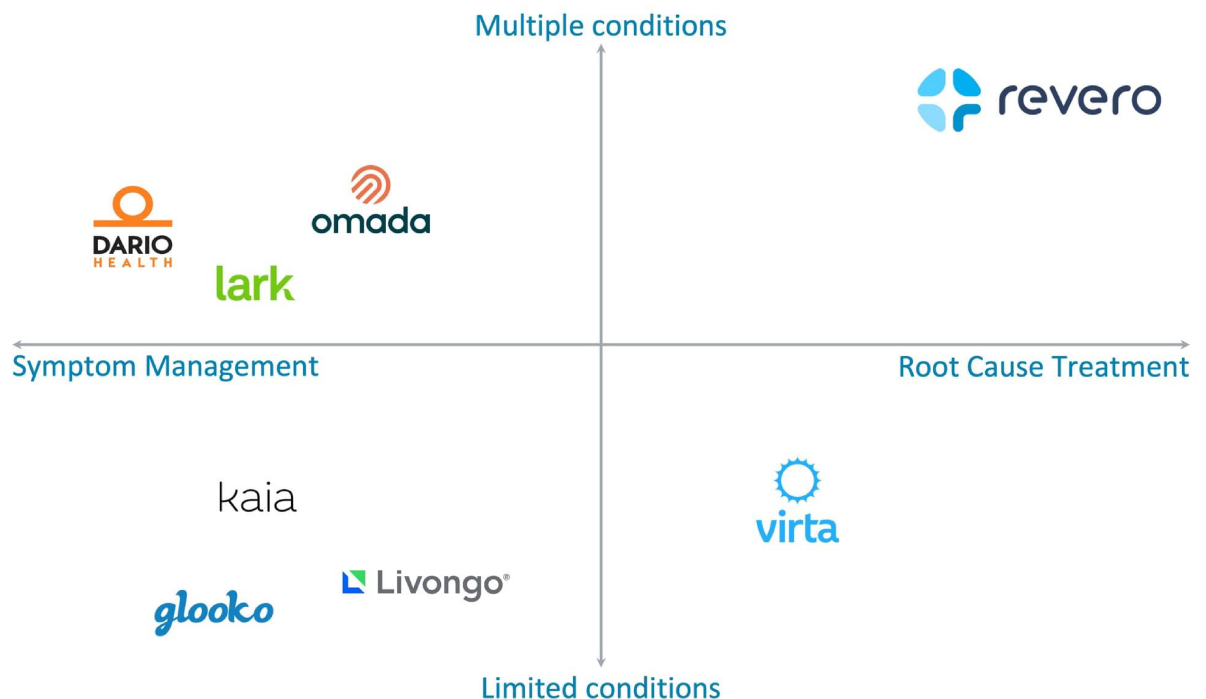 Multiple conditions
revero
omada
DARIO
HEALTH
lark
Symptom Management
Root Cause Treatment
kaia
virta
Livongo®
glooko
Limited conditions